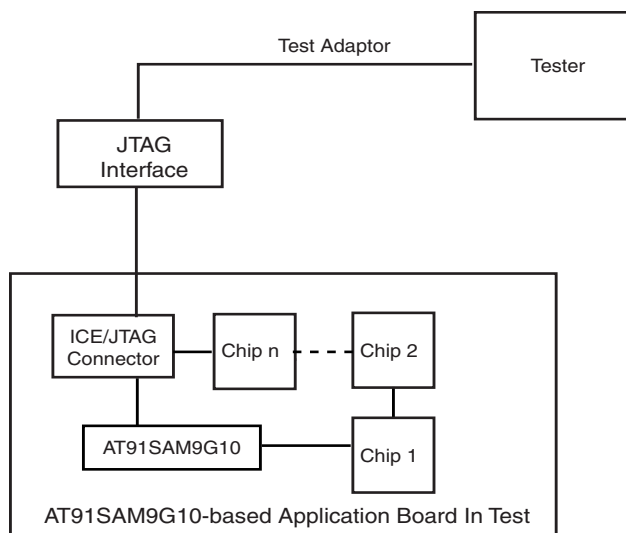 Test Adaptor
Tester
JTAG
Interface
ICE/JTAG
Connector
Chip n
Chip 2
AT91SAM9G10
Chip 1
AT91SAM9G10-based Application Board In Test